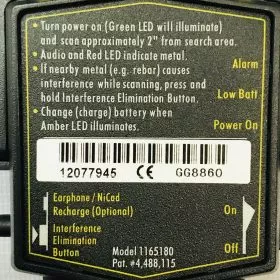 • Turn power on (Green LED will illuminate)
and scan approximately 2" from search area.
• Audio and Red LED indicate metal.
• If nearby metal (e.g. rebar) causes
interference while scanning, press and
hold Interference Elimination Button.
• Change (charge) battery when
Amber LED illuminates.
Alarm
Low Batt
Power On
12077945 CE GG8860
Earphone / NiCad
Recharge (Optional)
On
Interference
Elimination
Button
Off
Model 1165180
Pat. #4,488,115